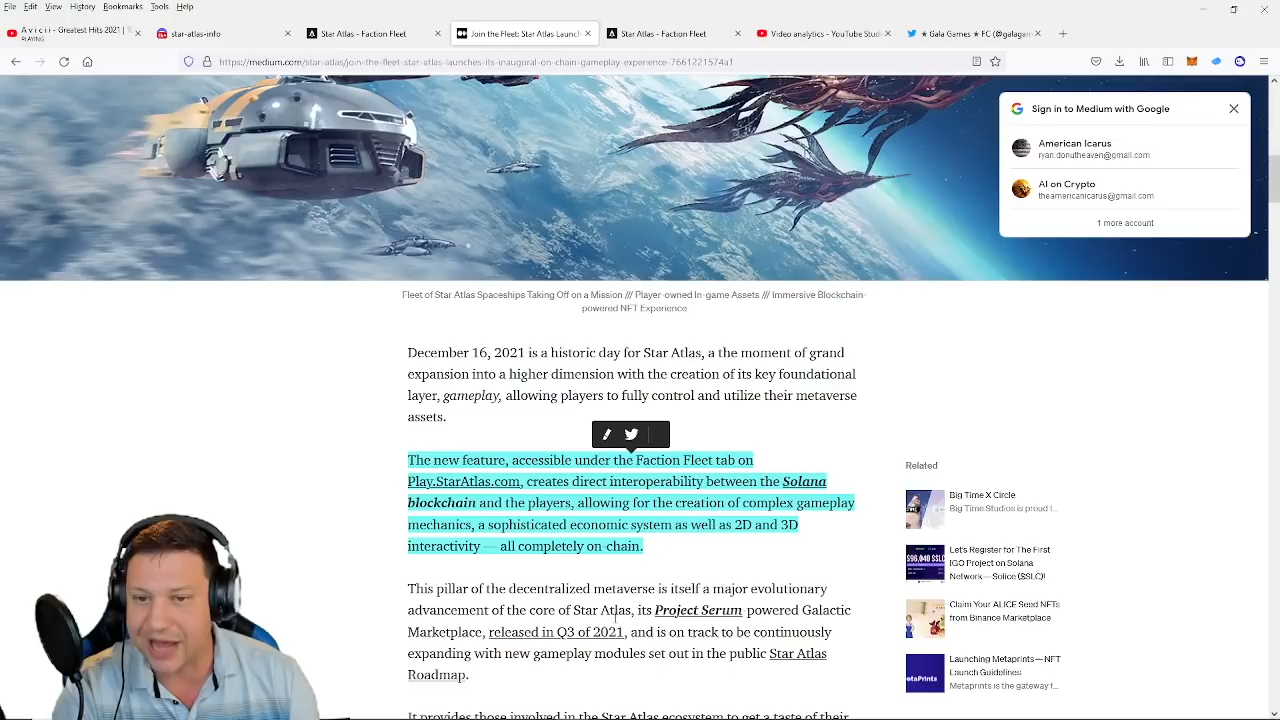 File Edit View History Bookmarks Tools Help
A v i c i i - Greatest Hits 2021 | T
PLAYING
star-atlas-info
Star Atlas - Faction Fleet
Join the Fleet: Star Atlas Launch
Star Atlas - Faction Fleet
Video analytics - YouTube Stud
★ Gala Games ★ FC (@galagam
https://medium.com/star-atlas/join-the-fleet-star-atlas-launches-its-inaugural-on-chain-gameplay-experience-7661221574a1
Sign in to Medium with Google
American Icarus
ryan.donutheaven@gmail.com
AI on Crypto
theamericanicarus@gmail.com
1 more account
Fleet of Star Atlas Spaceships Taking Off on a Mission /// Player-owned In-game Assets /// Immersive Blockchain-
powered NFT Experience
December 16, 2021 is a historic day for Star Atlas, a the moment of grand
expansion into a higher dimension with the creation of its key foundational
layer, gameplay, allowing players to fully control and utilize their metaverse
assets.
The new feature, accessible under the Faction Fleet tab on
Play.StarAtlas.com, creates direct interoperability between the Solana
blockchain and the players, allowing for the creation of complex gameplay
mechanics, a sophisticated economic system as well as 2D and 3D
interactivity — all completely on-chain.
This pillar of the decentralized metaverse is itself a major evolutionary
advancement of the core of Star Atlas, its Project Serum-powered Galactic
Marketplace, released in Q3 of 2021, and is on track to be continuously
expanding with new gameplay modules set out in the public Star Atlas
Roadmap.
It provides those involved in the Star Atlas ecosystem to get a taste of their
Related
Big Time X Circle
Big Time Studios is proud t...
Let's Register for The First
IGO Project on Solana
Network—Solice ($SLC)!
Claim Your ALICE Seed NFTs
from Metamask
Launching Metaprints—NFT
Launch Guidelines
Metaprints is the gateway f...